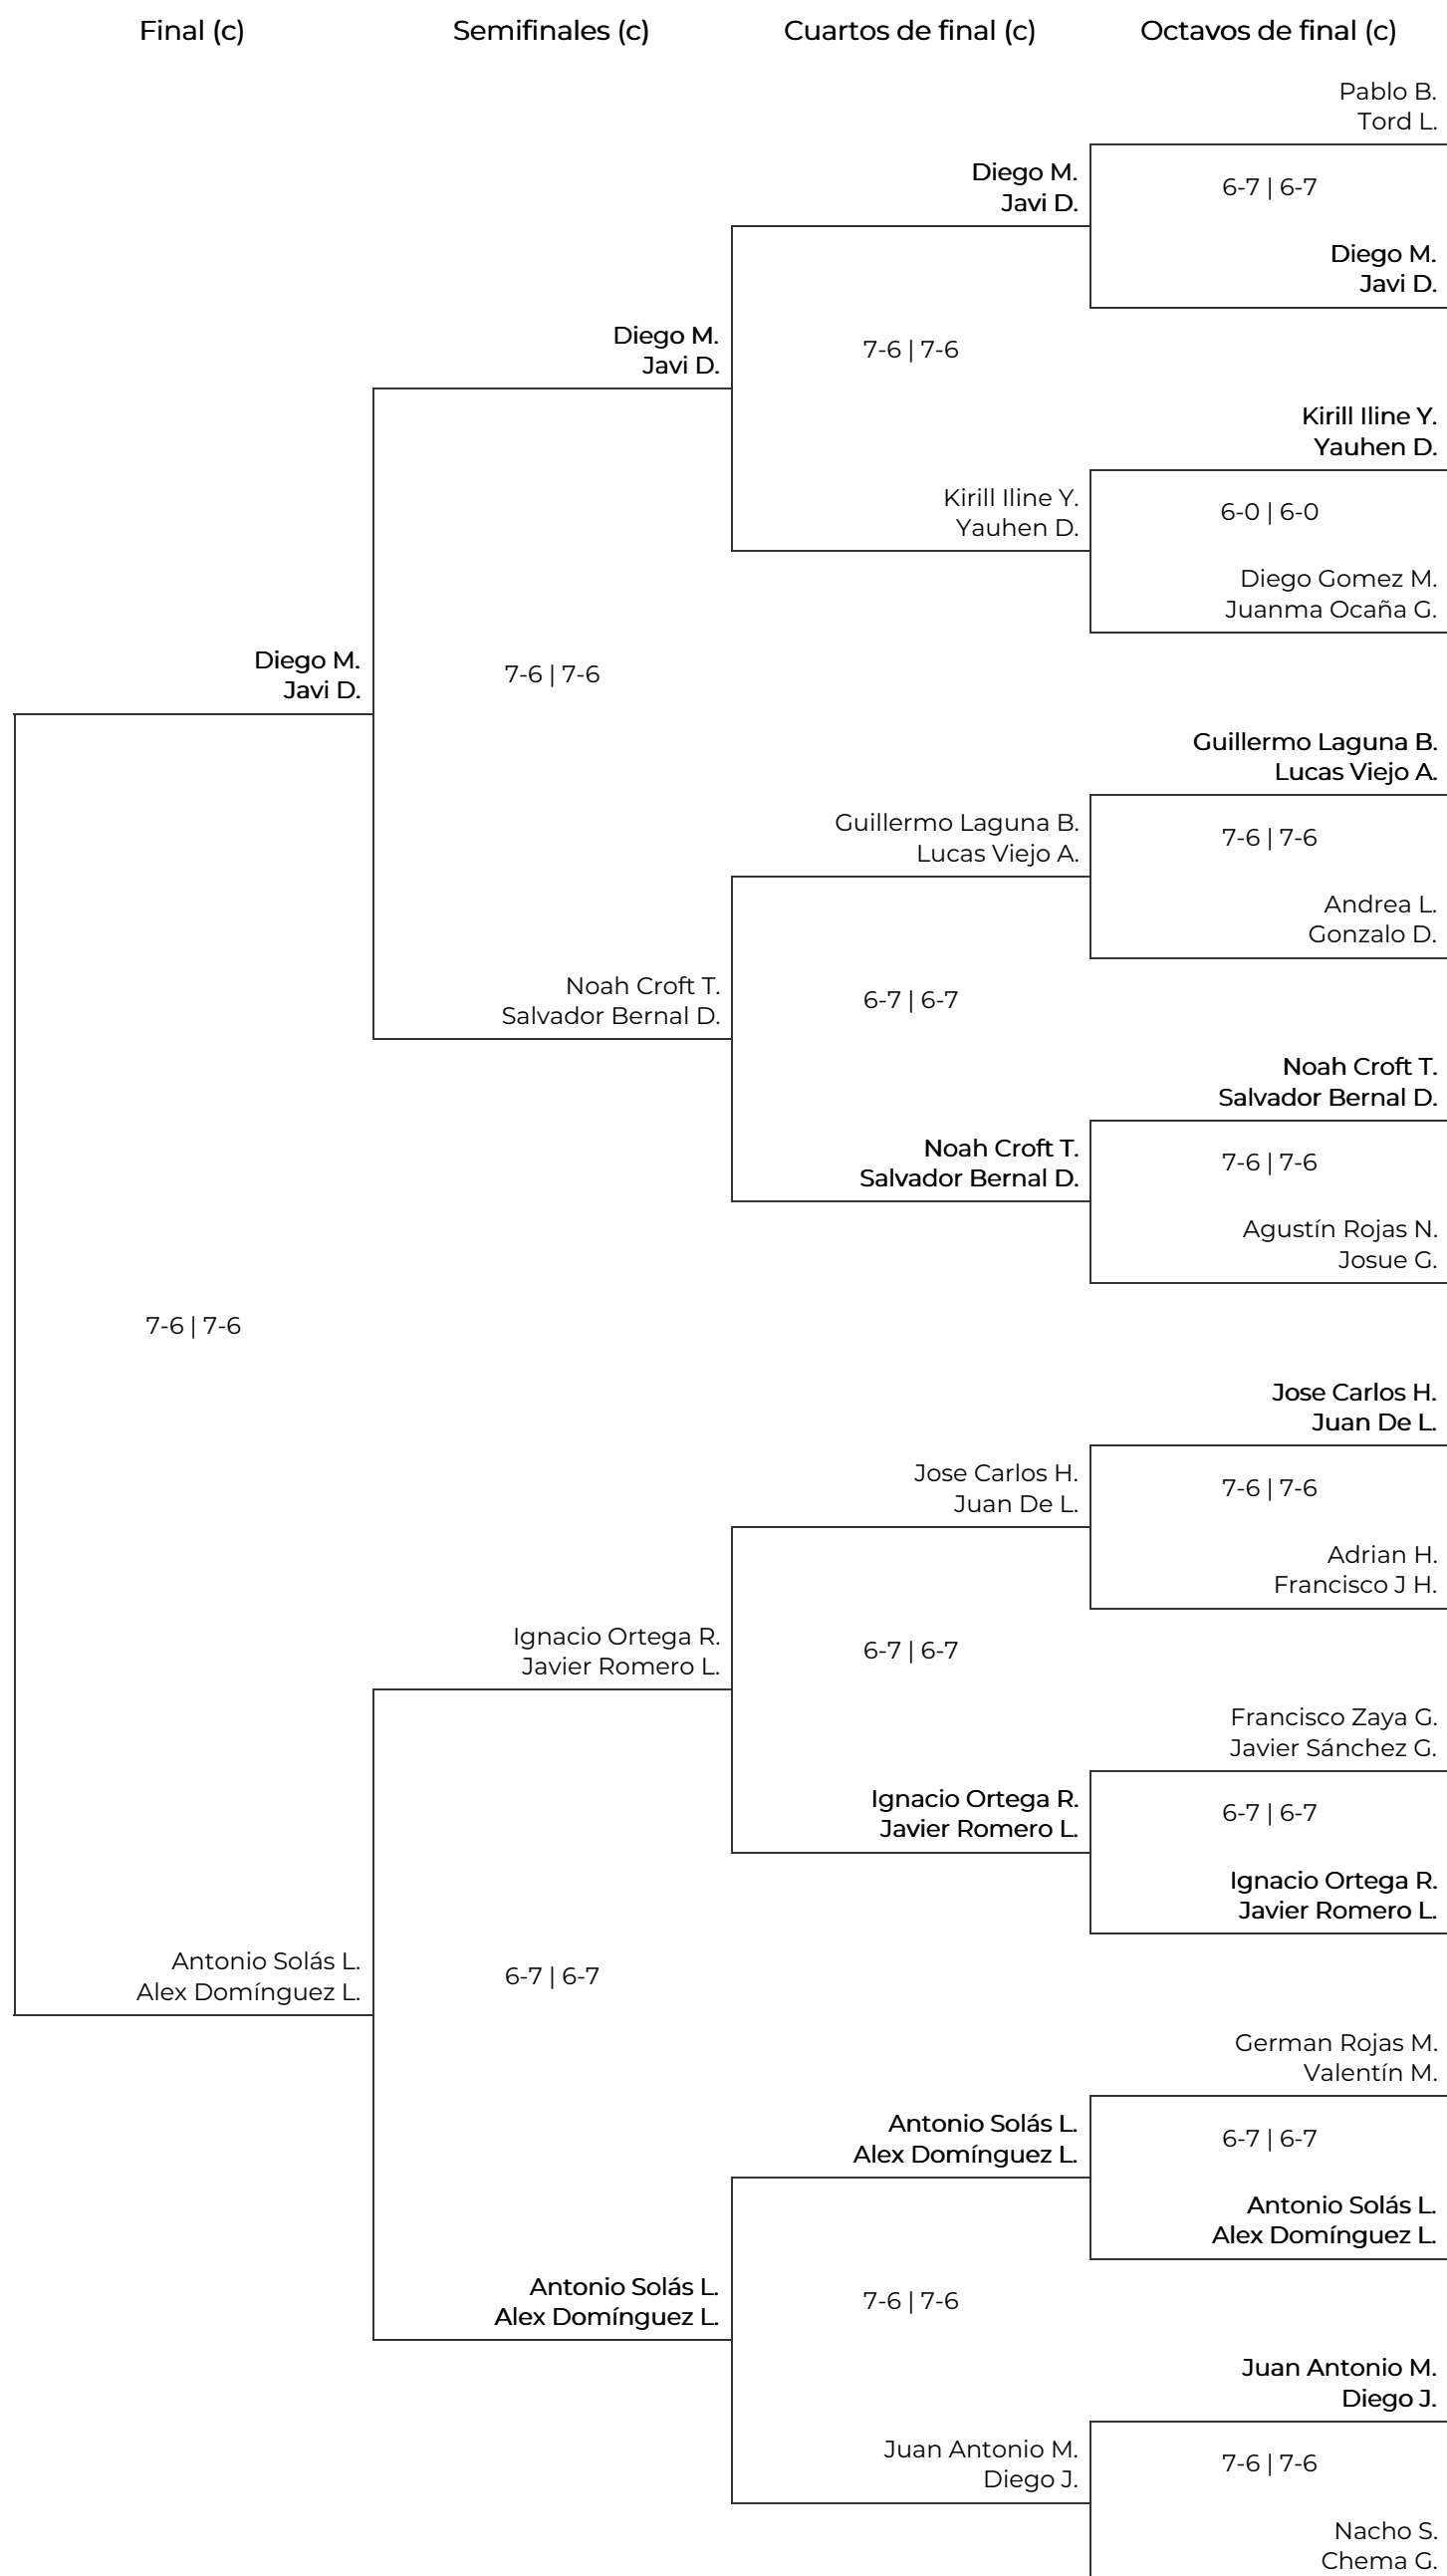 Final (c)
Semifinales (c)
Cuartos de final (c)
Octavos de final (c)
Pablo B.
Tord L.
Diego M.
Javi D.
6-7 | 6-7
Diego M.
Javi D.
Diego M.
Javi D.
7-6 | 7-6
Kirill Iline Y.
Yauhen D.
Kirill Iline Y.
Yauhen D.
6-0 | 6-0
Diego Gomez M.
Juanma Ocaña G.
Diego M.
Javi D.
7-6 | 7-6
Guillermo Laguna B.
Lucas Viejo A.
Guillermo Laguna B.
Lucas Viejo A.
7-6 | 7-6
Andrea L.
Gonzalo D.
Noah Croft T.
Salvador Bernal D.
6-7 | 6-7
Noah Croft T.
Salvador Bernal D.
Noah Croft T.
Salvador Bernal D.
7-6 | 7-6
Agustín Rojas N.
Josue G.
7-6 | 7-6
Jose Carlos H.
Juan De L.
Jose Carlos H.
Juan De L.
7-6 | 7-6
Adrian H.
Francisco J H.
Ignacio Ortega R.
Javier Romero L.
6-7 | 6-7
Francisco Zaya G.
Javier Sánchez G.
Ignacio Ortega R.
Javier Romero L.
6-7 | 6-7
Ignacio Ortega R.
Javier Romero L.
Antonio Solás L.
Alex Domínguez L.
6-7 | 6-7
German Rojas M.
Valentín M.
Antonio Solás L.
Alex Domínguez L.
6-7 | 6-7
Antonio Solás L.
Alex Domínguez L.
Antonio Solás L.
Alex Domínguez L.
7-6 | 7-6
Juan Antonio M.
Diego J.
Juan Antonio M.
Diego J.
7-6 | 7-6
Nacho S.
Chema G.